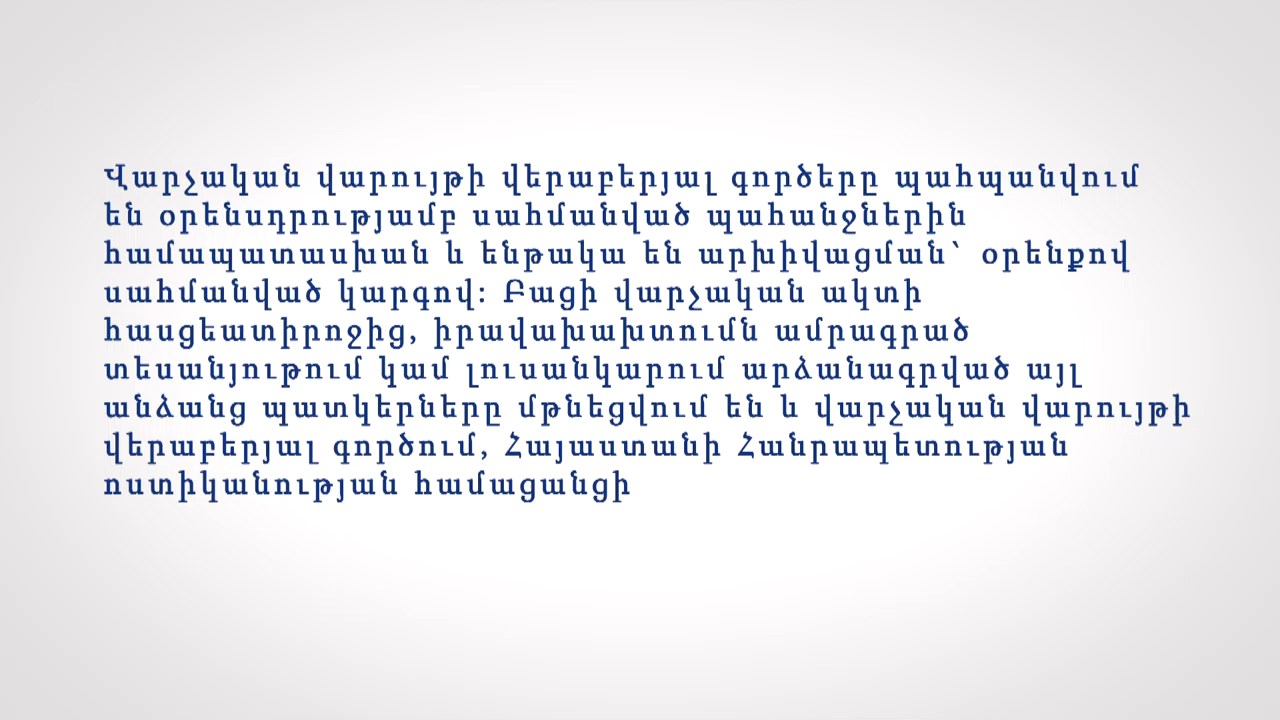 Վարչական վարույթի վերաբերյալ գործերը պահպանվում
են օրենսդրությամբ սահմանված պահանջներին
համապատասխան և ենթակա են արխիվացման՝ օրենքով
սահմանված կարգով: Բացի վարչական ակտի
հասցեատիրոջից, իրավախախտումն ամրագրած
տեսանյութում կամ լուսանկարում արձանագրված այլ
անձանց պատկերները մթնեցվում են և վարչական վարույթի
վերաբերյալ գործում, Հայաստանի Հանրապետության
ոստիկանության համացանցի